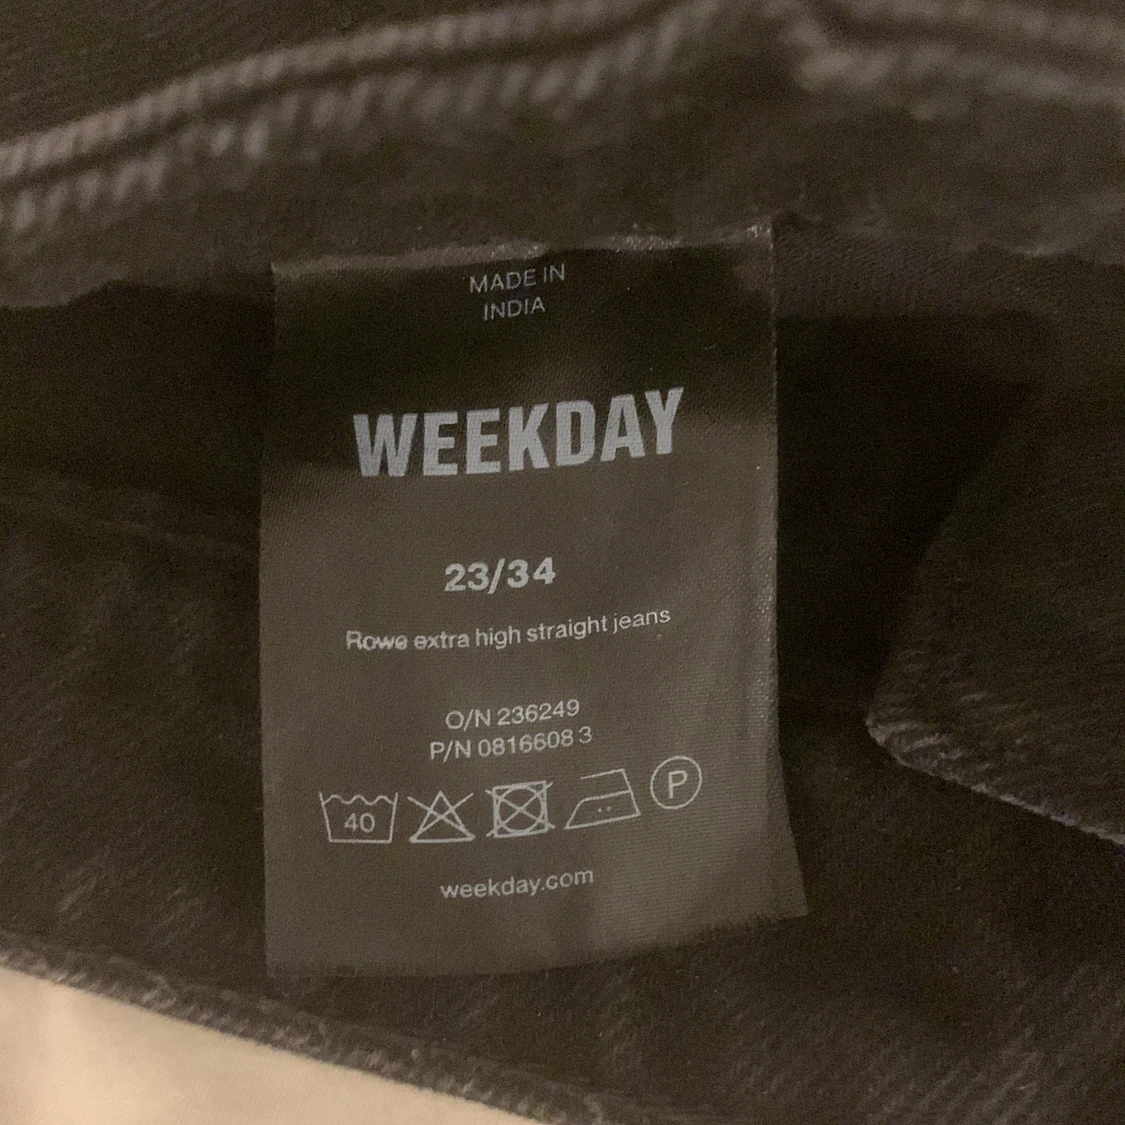 MADE IN
INDIA
WEEKDAY
23/34
Rowe extra high straight jeans
O/N 236249
P/N 0816608 3
40
P
weekday.com